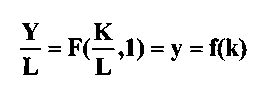 Y/L = F(K/L,1) = y = f(k)